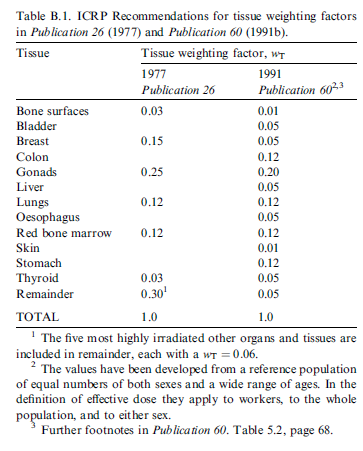 Table B.1. ICRP Recommendations for tissue weighting factors
in Publication 26 (1977) and Publication 60 (1991b).
Tissue Tissue weighting factor, wT
1977 1991
Publication 26 Publication 60²,³
Bone surfaces 0.03 0.01
Bladder 0.05
Breast 0.15 0.05
Colon 0.12
Gonads 0.25 0.20
Liver 0.05
Lungs 0.12 0.12
Oesophagus 0.05
Red bone marrow 0.12 0.12
Skin 0.01
Stomach 0.12
Thyroid 0.03 0.05
Remainder 0.30¹ 0.05
TOTAL 1.0 1.0
¹ The five most highly irradiated other organs and tissues are
included in remainder, each with a wT = 0.06.
² The values have been developed from a reference population
of equal numbers of both sexes and a wide range of ages. In the
definition of effective dose they apply to workers, to the whole
population, and to either sex.
³ Further footnotes in Publication 60. Table 5.2, page 68.